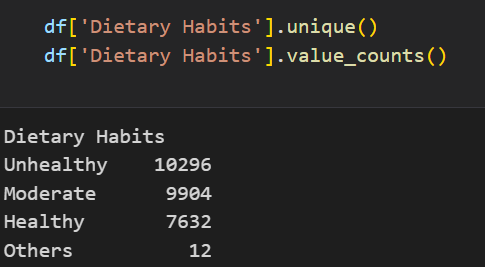 df['Dietary Habits'].unique()
df['Dietary Habits'].value_counts()
Dietary Habits
Unhealthy    10296
Moderate      9904
Healthy       7632
Others          12